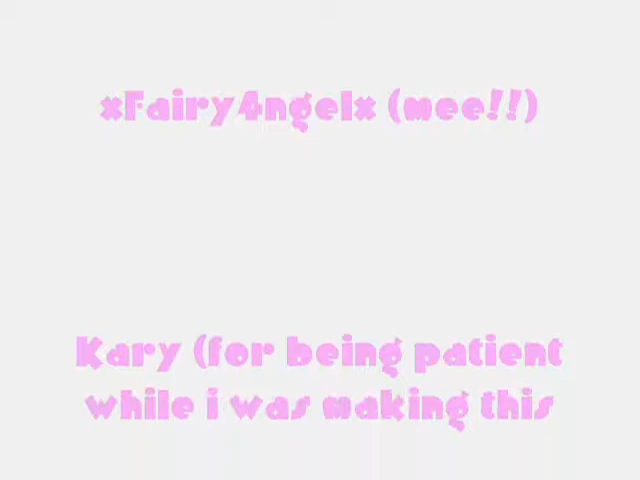 xFairy4ngelx (mee!!)
Kary (for being patient
while i was making this